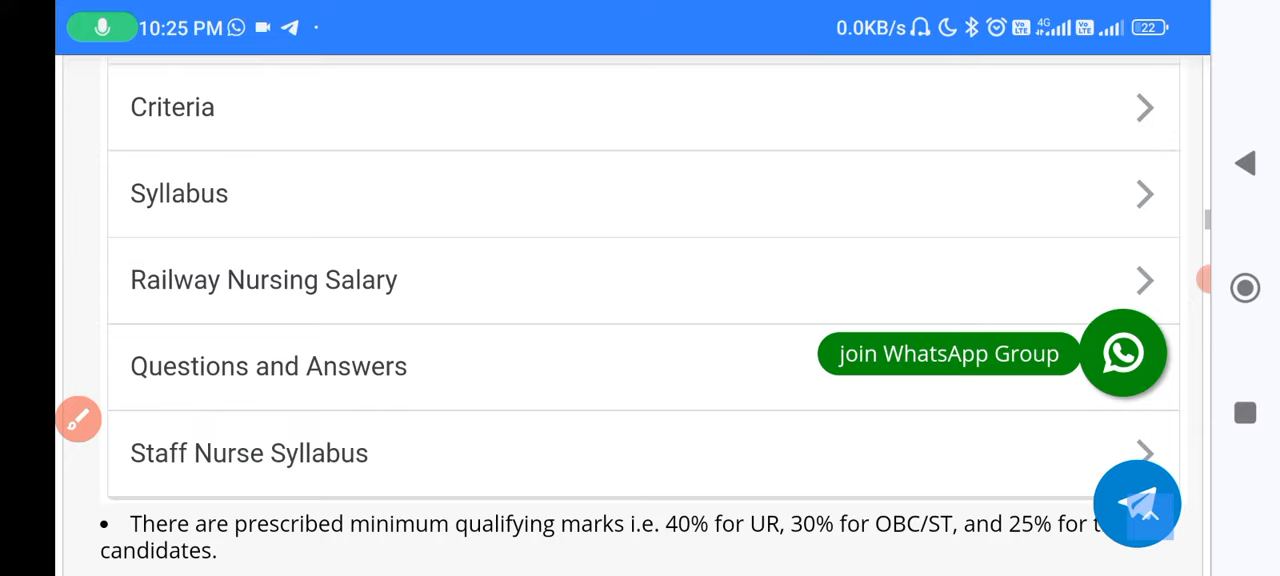 10:25 PM
0.0KB/s
4G
22
Criteria
Syllabus
Railway Nursing Salary
Questions and Answers
join WhatsApp Group
Staff Nurse Syllabus
• There are prescribed minimum qualifying marks i.e. 40% for UR, 30% for OBC/ST, and 25% for
candidates.